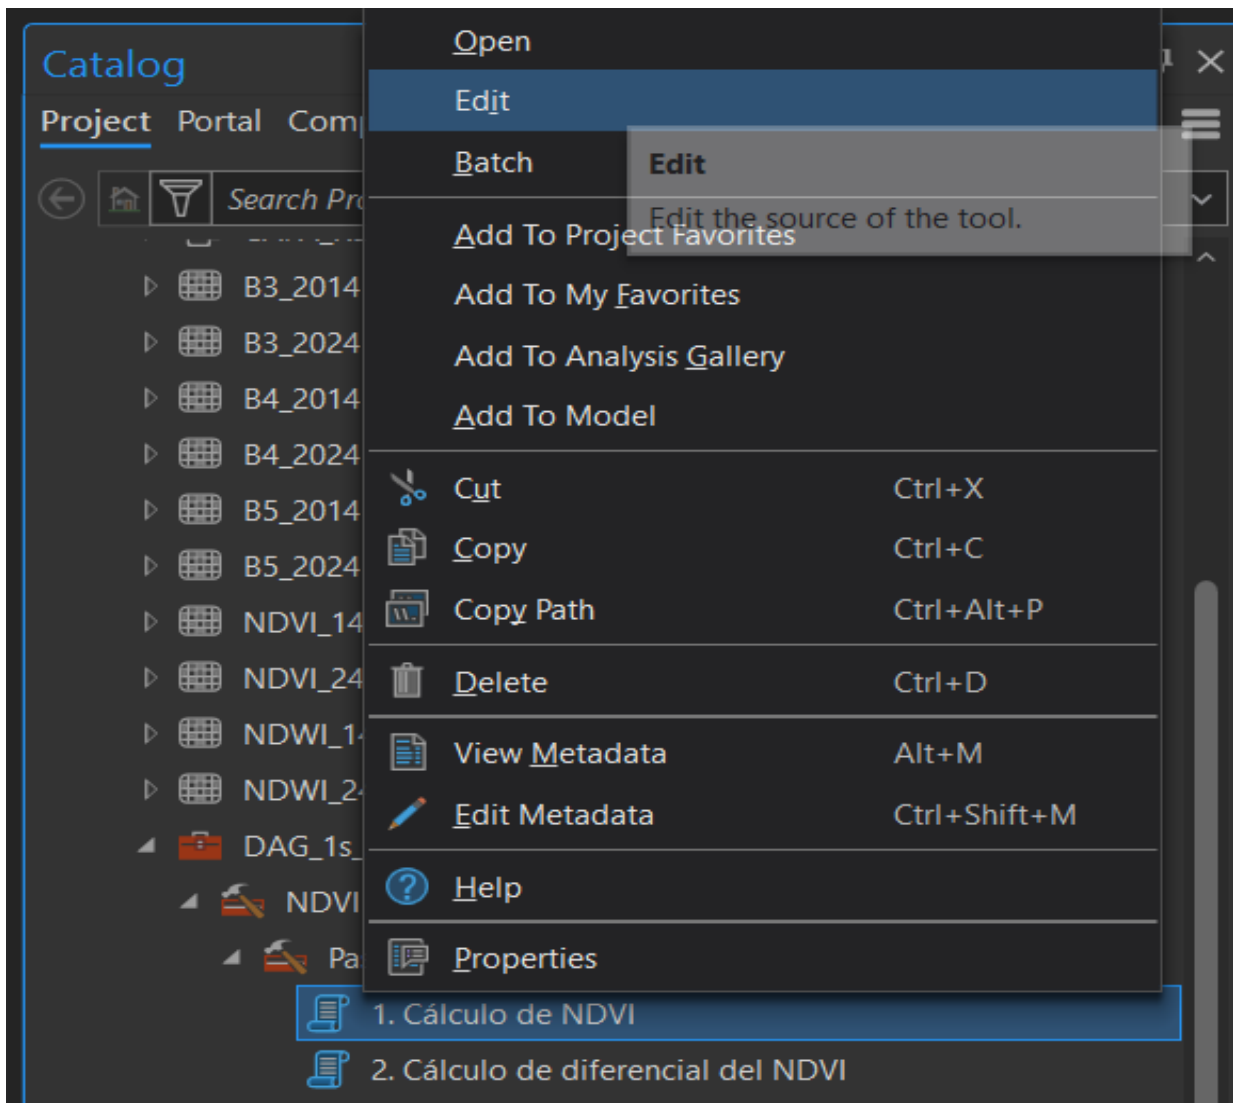 Catalog
Project Portal
Search
B3_2014
B3_2024
B4_2014
B4_2024
B5_2014
B5_2024
NDVI_14
NDVI_24
NDWI_14
NDWI_24
DAG_1s_
NDVI
1. Cálculo de NDVI
2. Cálculo de diferencial del NDVI
Open
Edit
Batch
Add To Project Favorites
Add To My Favorites
Add To Analysis Gallery
Add To Model
Cut Ctrl+X
Copy Ctrl+C
Copy Path Ctrl+Alt+P
Delete Ctrl+D
View Metadata Alt+M
Edit Metadata Ctrl+Shift+M
Help
Properties
Edit
Edit the source of the tool.